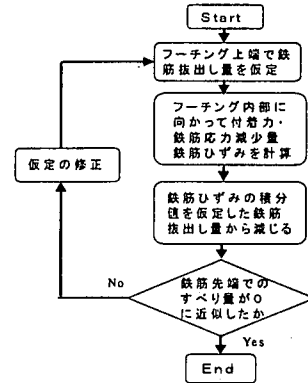 Start
フーチング上端で鉄
筋抜出し量を仮定
フーチング内部に
向かって付着力・
鉄筋応力減少量
鉄筋ひずみを計算
仮定の修正
鉄筋ひずみの積分
値を仮定した鉄筋
抜出し量から減じる
No
鉄筋先端での
すべり量が0
に近似したか
Yes
End